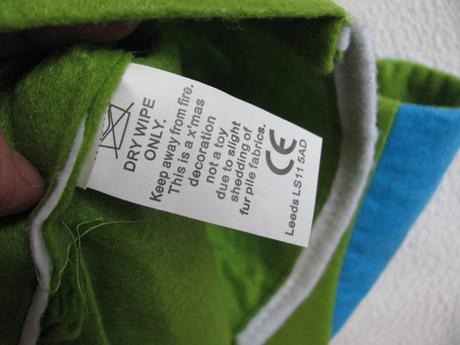 DRY WIPE
ONLY.
Keep away from fire.
This is a x'mas
decoration
not a toy
due to slight
shedding of
fur pile fabrics.
CE
Leeds LS11 5AD